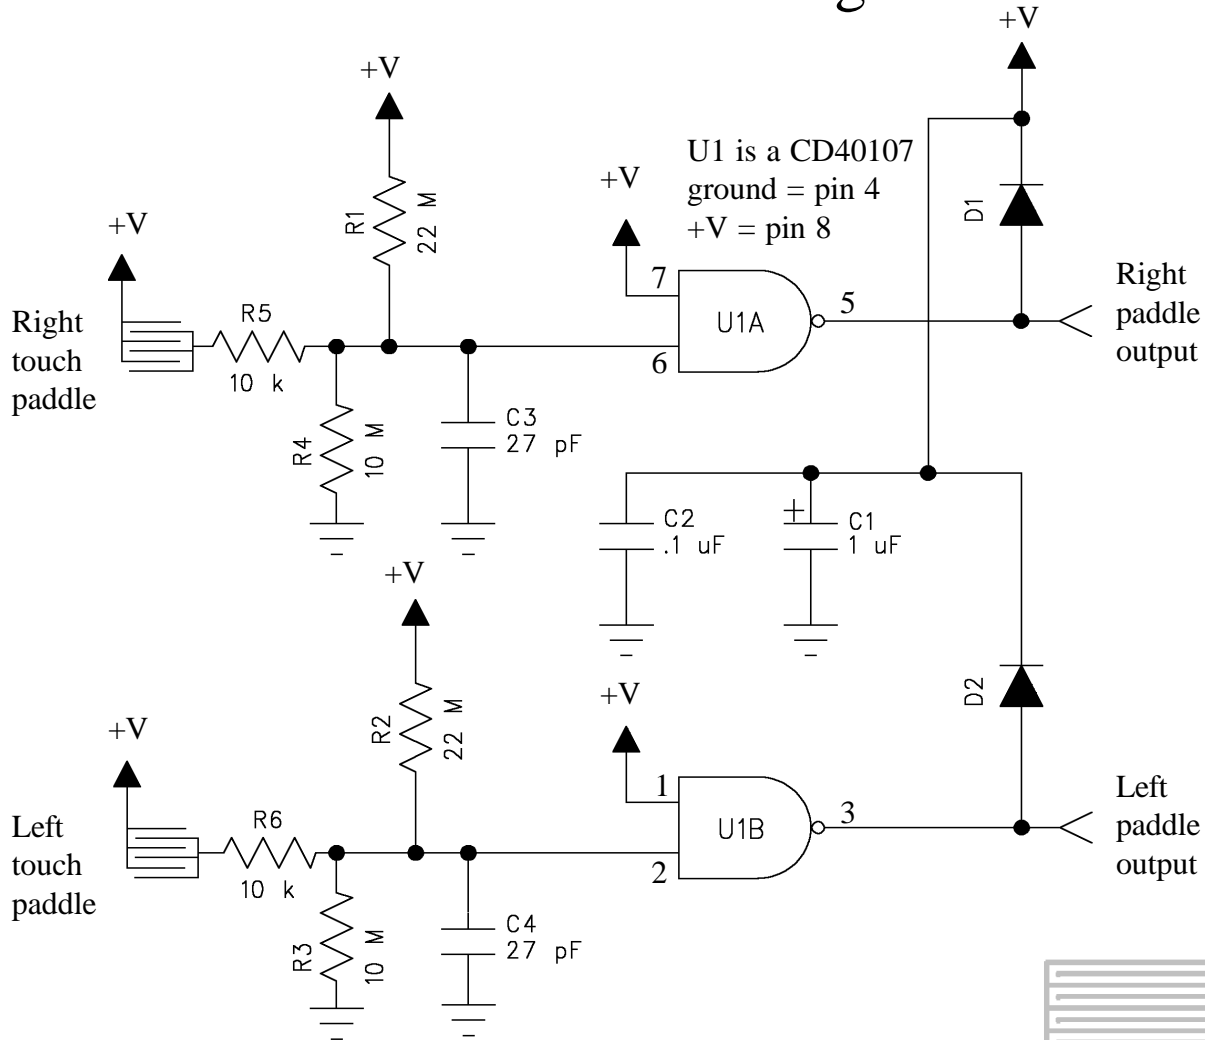 +V
+V
U1 is a CD40107
ground = pin 4
+V = pin 8
+V
+V
R1
22 M
D1
7
5
U1A
6
Right
paddle
output
Right
touch
paddle
R5
10 k
R4
10 M
C3
27 pF
C2
.1 uF
+
C1
1 uF
+V
R2
22 M
+V
D2
+V
1
3
U1B
2
Left
paddle
output
Left
touch
paddle
R6
10 k
R3
10 M
C4
27 pF